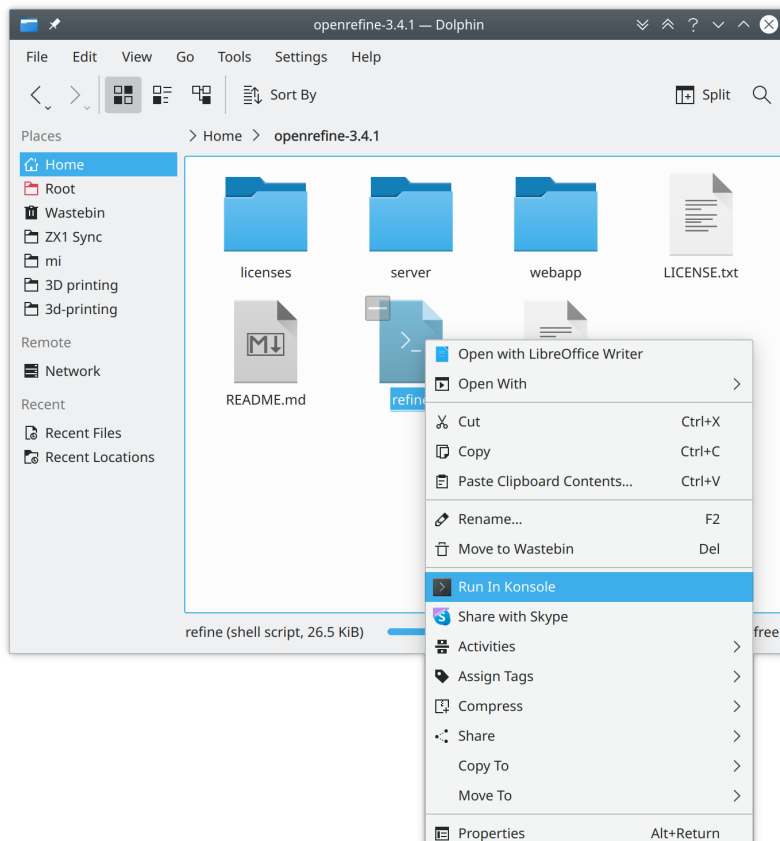 openrefine-3.4.1 — Dolphin
File Edit View Go Tools Settings Help
Sort By Split
Places
Home
Root
Wastebin
ZX1 Sync
mi
3D printing
3d-printing
Remote
Network
Recent
Recent Files
Recent Locations
Home openrefine-3.4.1
licenses server webapp LICENSE.txt
M
README.md refine
Open with LibreOffice Writer
Open With
Cut Ctrl+X
Copy Ctrl+C
Paste Clipboard Contents... Ctrl+V
Rename... F2
Move to Wastebin Del
Run In Konsole
Share with Skype
Activities
Assign Tags
Compress
Share
Copy To
Move To
Properties Alt+Return
refine (shell script, 26.5 KiB) free